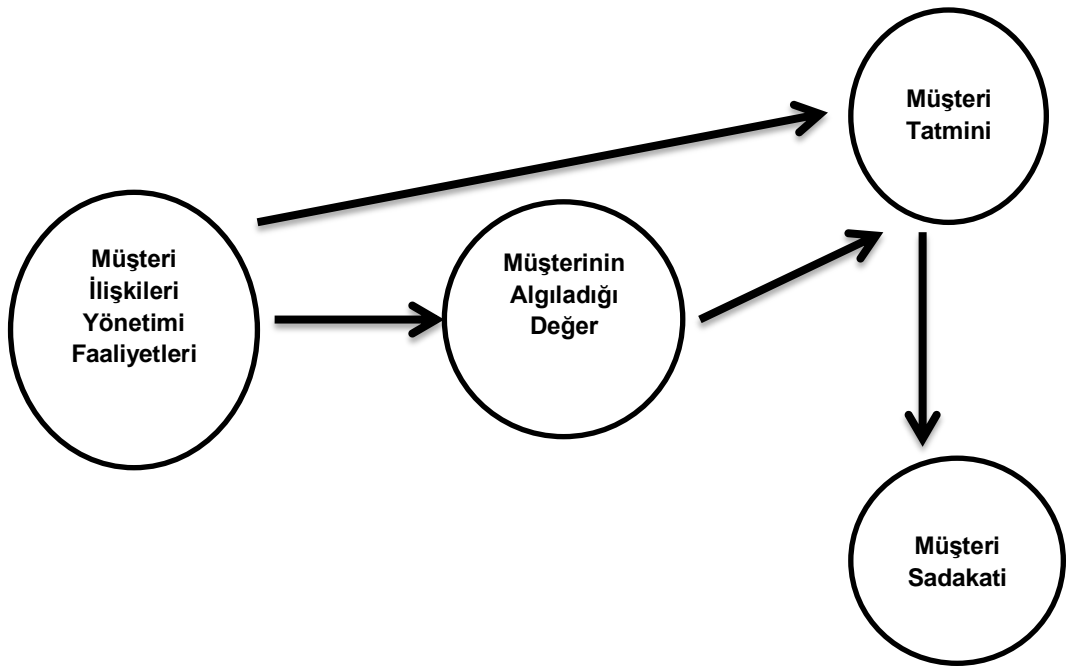 Müşteri
Tatmini
Müşteri
İlişkileri
Yönetimi
Faaliyetleri
Müşterinin
Algıladığı
Değer
Müşteri
Sadakati